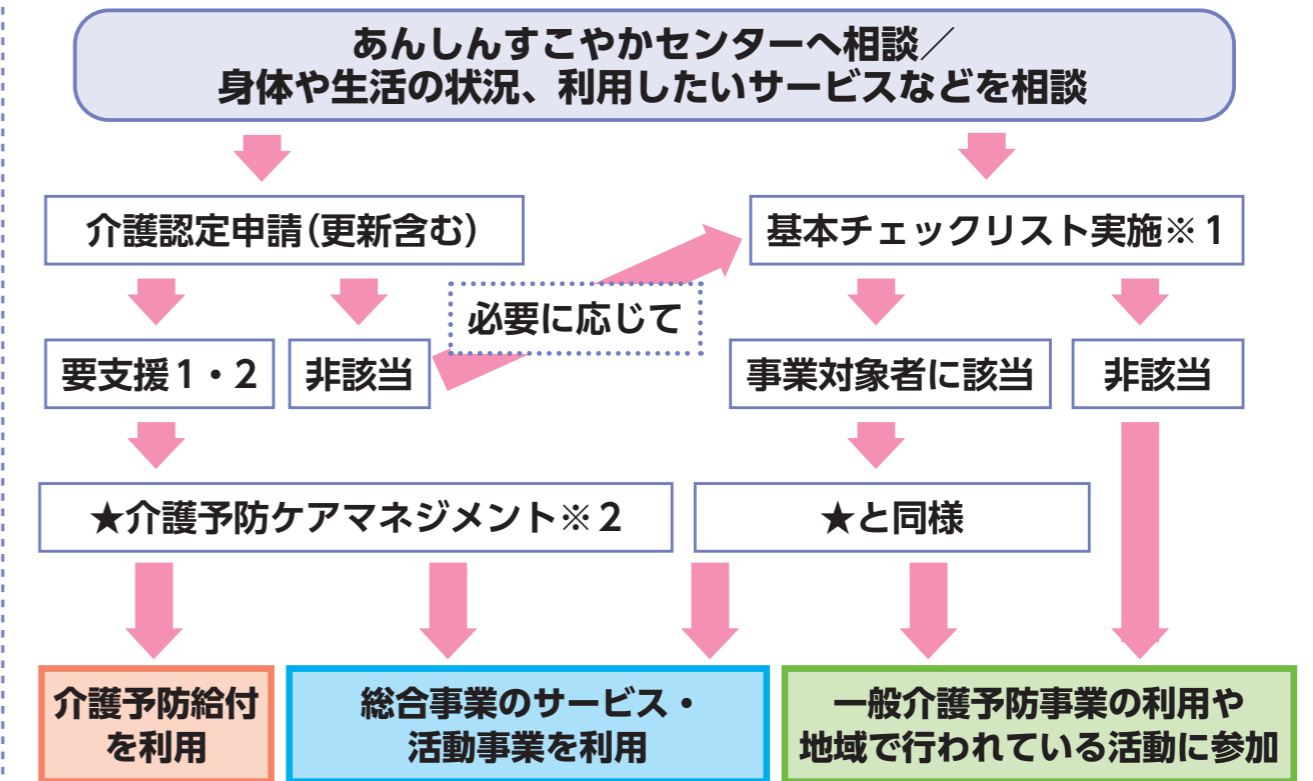 あんしんすこやかセンターへ相談／
身体や生活の状況、利用したいサービスなどを相談
介護認定申請（更新含む）
基本チェックリスト実施※１
必要に応じて
要支援１・２
非該当
事業対象者に該当
非該当
★介護予防ケアマネジメント※２
★と同様
介護予防給付
を利用
総合事業のサービス・
活動事業を利用
一般介護予防事業の利用や
地域で行われている活動に参加